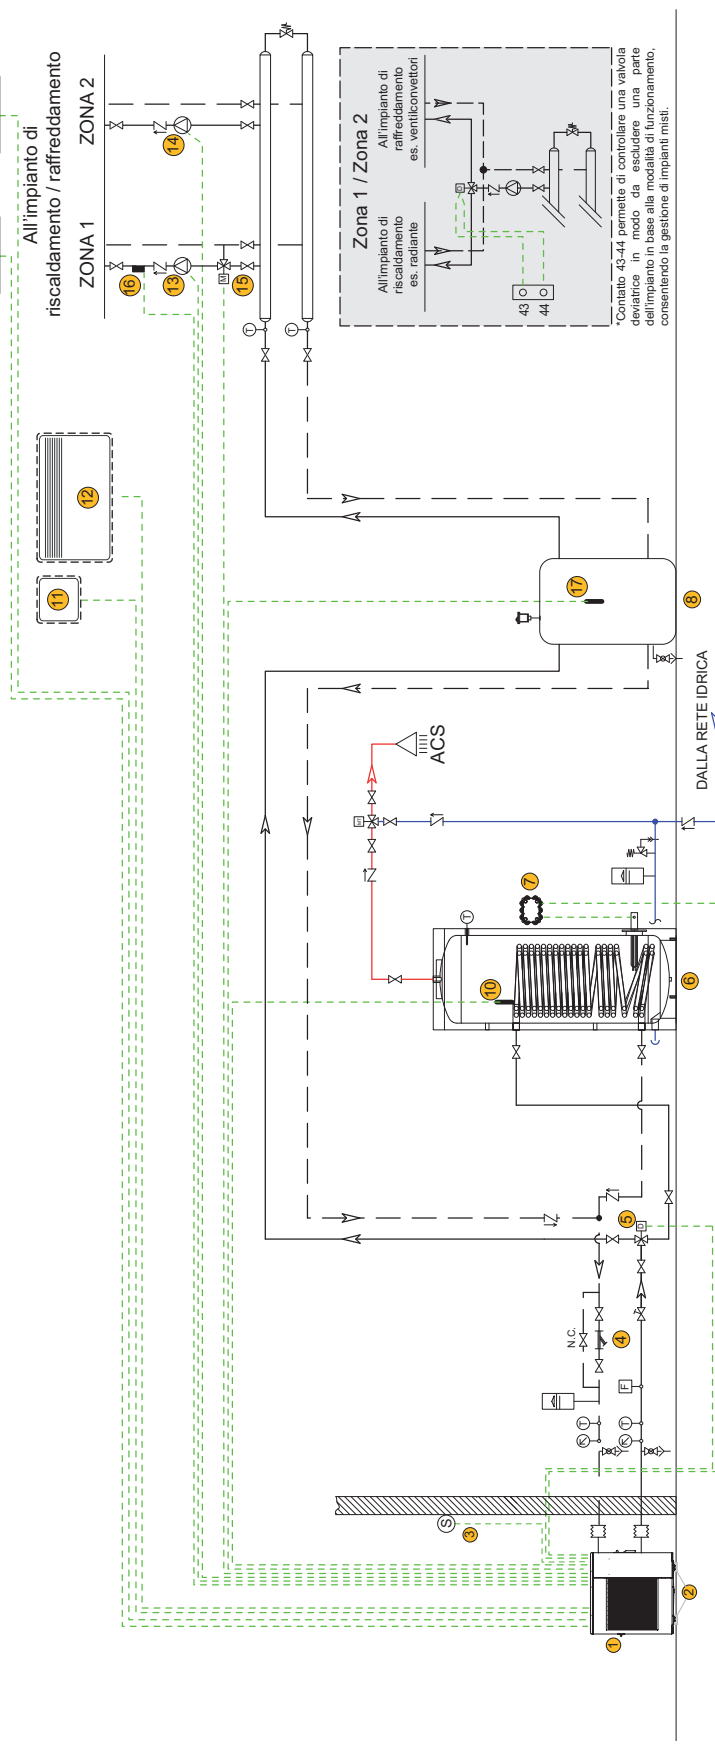 All'impianto di
riscaldamento / raffreddamento
ZONA 1
ZONA 2
16
13
15
14
M
T
T
12
11
Zona 1 / Zona 2
All'impianto di
riscaldamento
es. radiante
All'impianto di
raffreddamento
es. ventilconvettori
D
43
44
*Contatto 43-44 permette di controllare una valvola
deviatrice in modo da escludere una parte
dell'impianto in base alla modalità di funzionamento,
consentendo la gestione di impianti misti.
17
8
DALLA RETE IDRICA
ACS
MT
7
T
10
6
5
D
N.C.
4
F
T
T
S
3
1
2